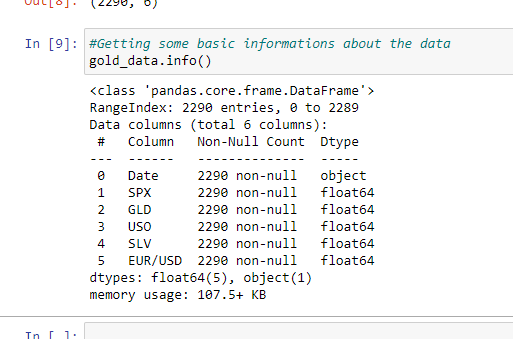 Out[8]: (2290, 6)
In [9]: #Getting some basic informations about the data
gold_data.info()
<class 'pandas.core.frame.DataFrame'>
RangeIndex: 2290 entries, 0 to 2289
Data columns (total 6 columns):
 #   Column   Non-Null Count  Dtype
---  ------   --------------  -----
 0   Date     2290 non-null   object
 1   SPX      2290 non-null   float64
 2   GLD      2290 non-null   float64
 3   USO      2290 non-null   float64
 4   SLV      2290 non-null   float64
 5   EUR/USD  2290 non-null   float64
dtypes: float64(5), object(1)
memory usage: 107.5+ KB
In [ ]: